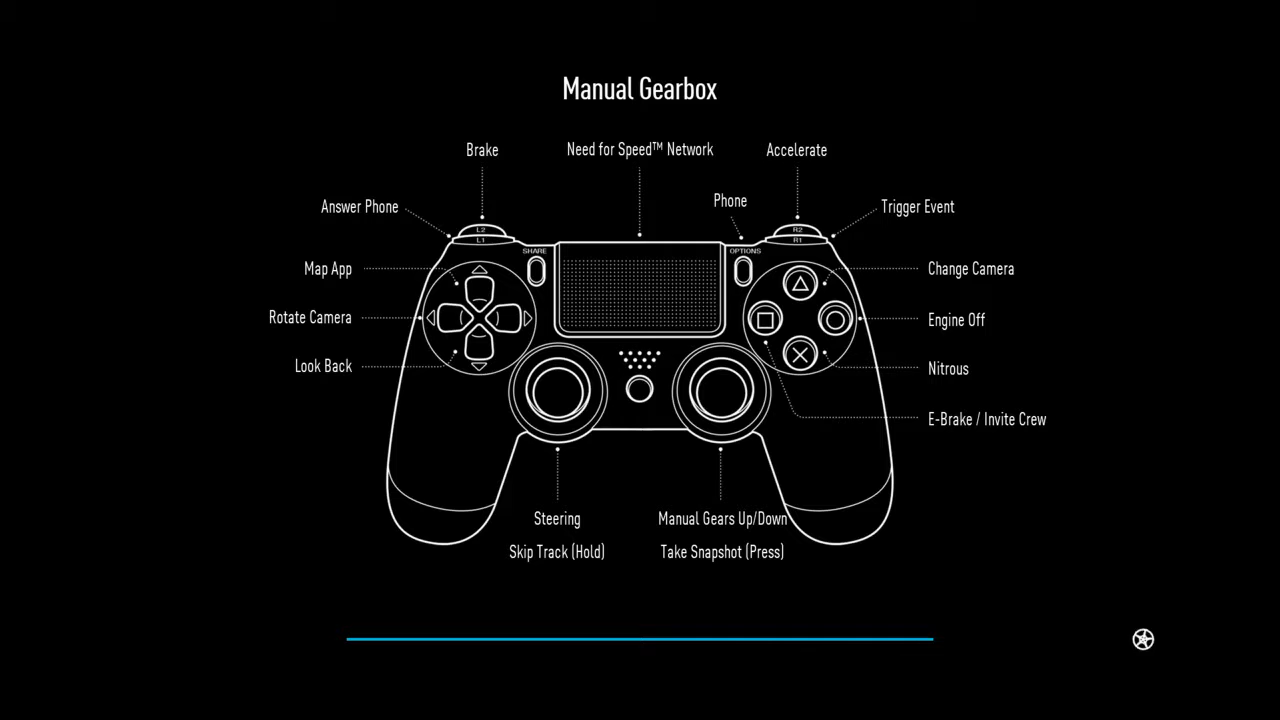 Manual Gearbox
Brake
Need for Speed™ Network
Accelerate
Phone
Answer Phone
Trigger Event
L2
L1
R2
R1
SHARE
OPTIONS
Map App
Change Camera
Rotate Camera
Engine Off
Look Back
Nitrous
E-Brake / Invite Crew
Steering
Manual Gears Up/Down
Skip Track (Hold)
Take Snapshot (Press)